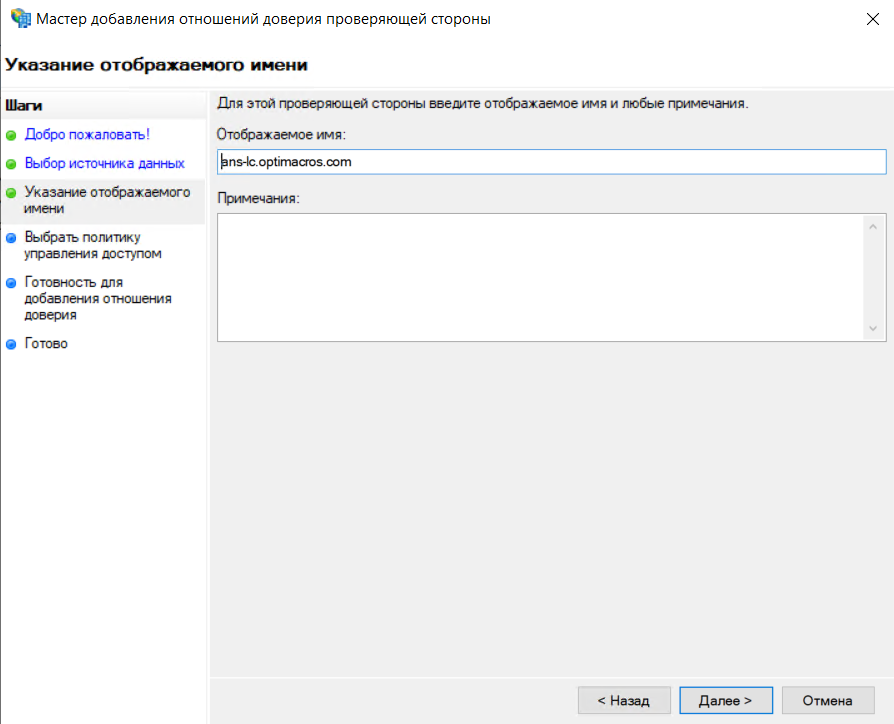 Мастер добавления отношений доверия проверяющей стороны
Указание отображаемого имени
Шаги
Добро пожаловать!
Выбор источника данных
Указание отображаемого
имени
Выбрать политику
управления доступом
Готовность для
добавления отношения
доверия
Готово
Для этой проверяющей стороны введите отображаемое имя и любые примечания.
Отображаемое имя:
ans-lc.optimacros.com
Примечания:
< Назад
Далее >
Отмена